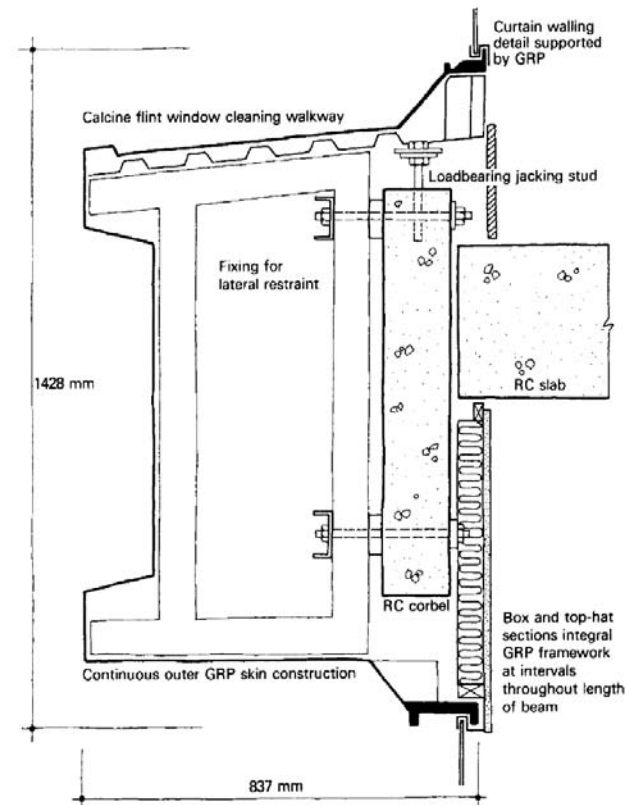 Curtain walling
detail supported
by GRP
Calcine flint window cleaning walkway
Loadbearing jacking stud
Fixing for
lateral restraint
1428 mm
RC slab
RC corbel
Box and top-hat
sections integral
GRP framework
at intervals
throughout length
of beam
Continuous outer GRP skin construction
837 mm